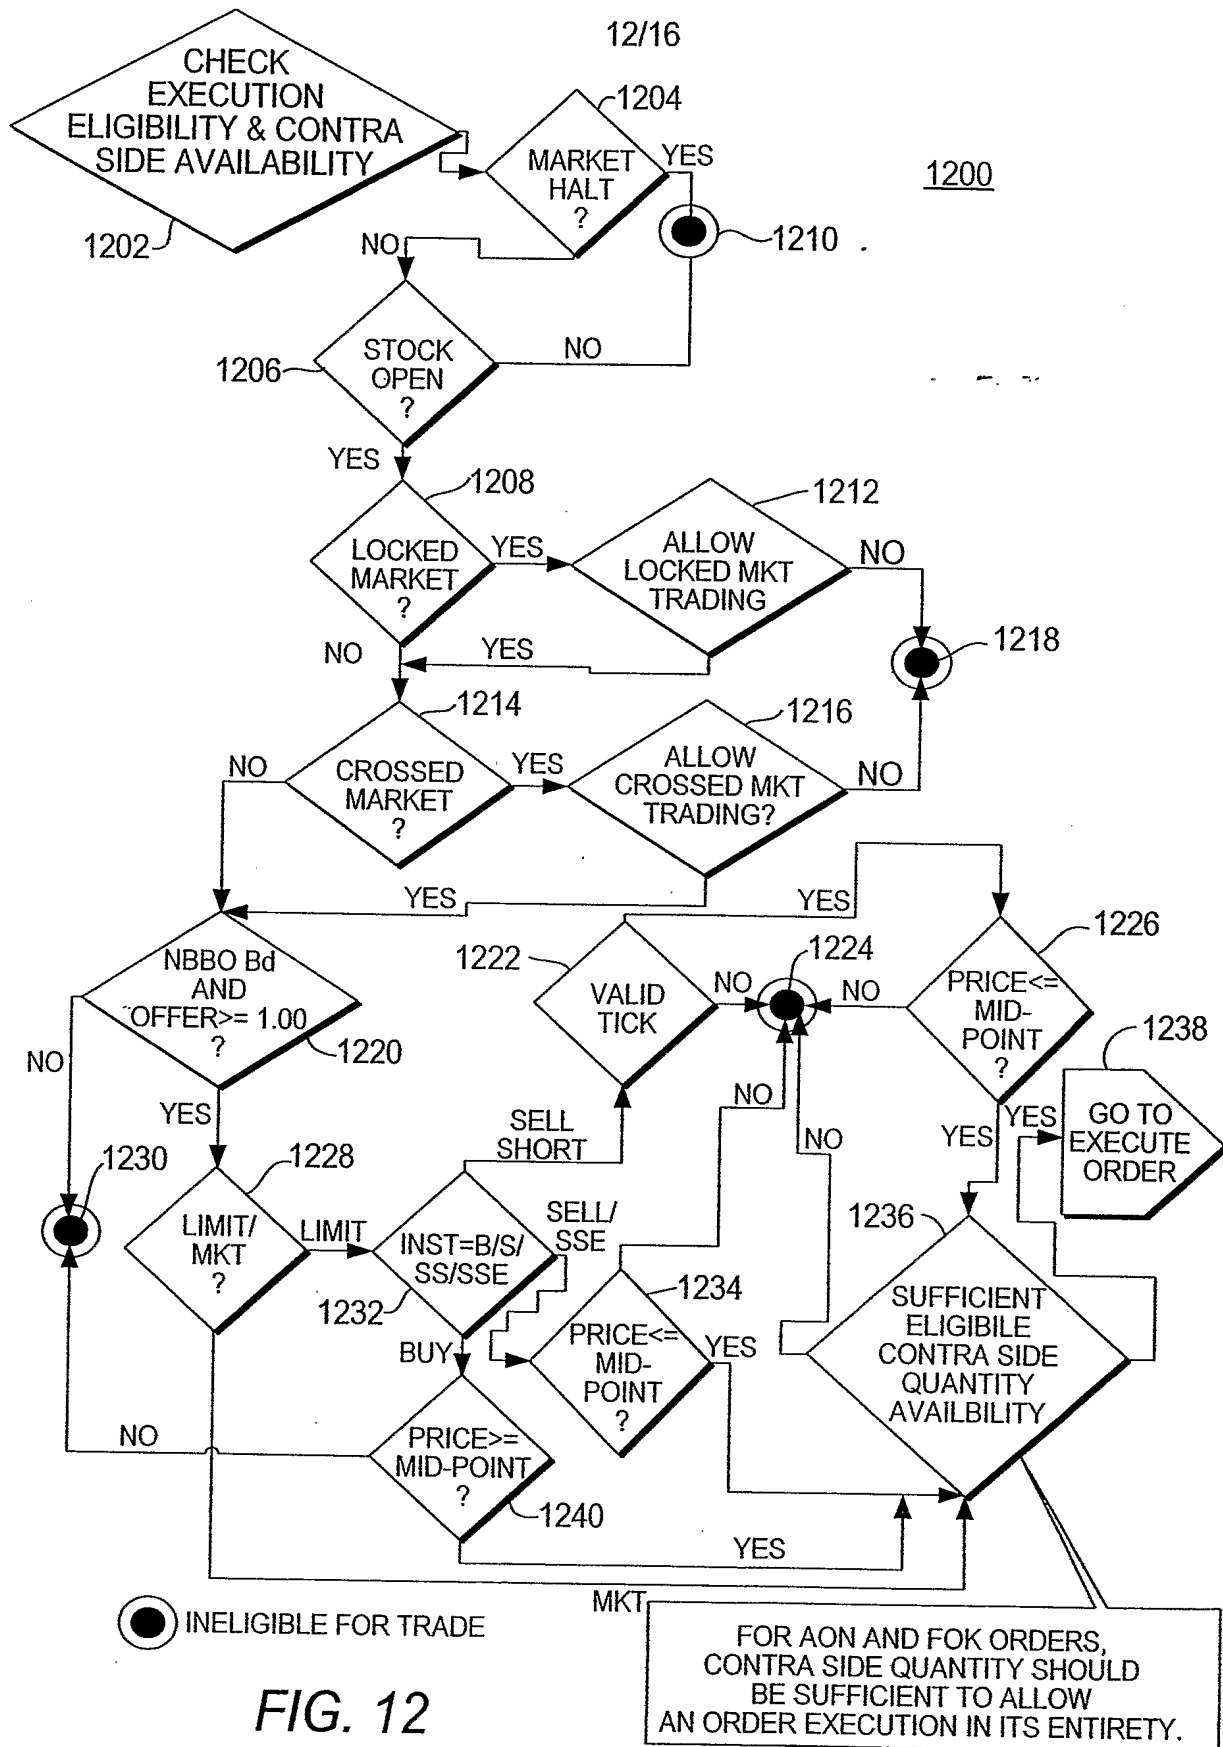 12/16
CHECK
EXECUTION
ELIGIBILITY & CONTRA
SIDE AVAILABILITY
1202
1204
MARKET
HALT
?
YES
1200
1210
NO
STOCK
OPEN
?
1206
NO
YES
1208
LOCKED
MARKET
?
YES
1212
ALLOW
LOCKED MKT
TRADING
NO
1218
NO
YES
1214
CROSSED
MARKET
?
NO
YES
1216
ALLOW
CROSSED MKT
TRADING?
NO
YES
YES
NBBO Bd
AND
OFFER>= 1.00
?
1220
NO
YES
1222
VALID
TICK
NO
1224
NO
1226
PRICE<=
MID-
POINT
?
YES
YES
1238
GO TO
EXECUTE
ORDER
1230
1228
LIMIT/
MKT
?
LIMIT
SELL
SHORT
INST=B/S/
SS/SSE
1232
SELL/
SSE
BUY
1234
PRICE<=
MID-
POINT
?
NO
YES
NO
1236
SUFFICIENT
ELIGIBILE
CONTRA SIDE
QUANTITY
AVAILBILITY
NO
PRICE>=
MID-POINT
?
1240
YES
MKT
INELIGIBLE FOR TRADE
FOR AON AND FOK ORDERS,
CONTRA SIDE QUANTITY SHOULD
BE SUFFICIENT TO ALLOW
AN ORDER EXECUTION IN ITS ENTIRETY.
FIG. 12